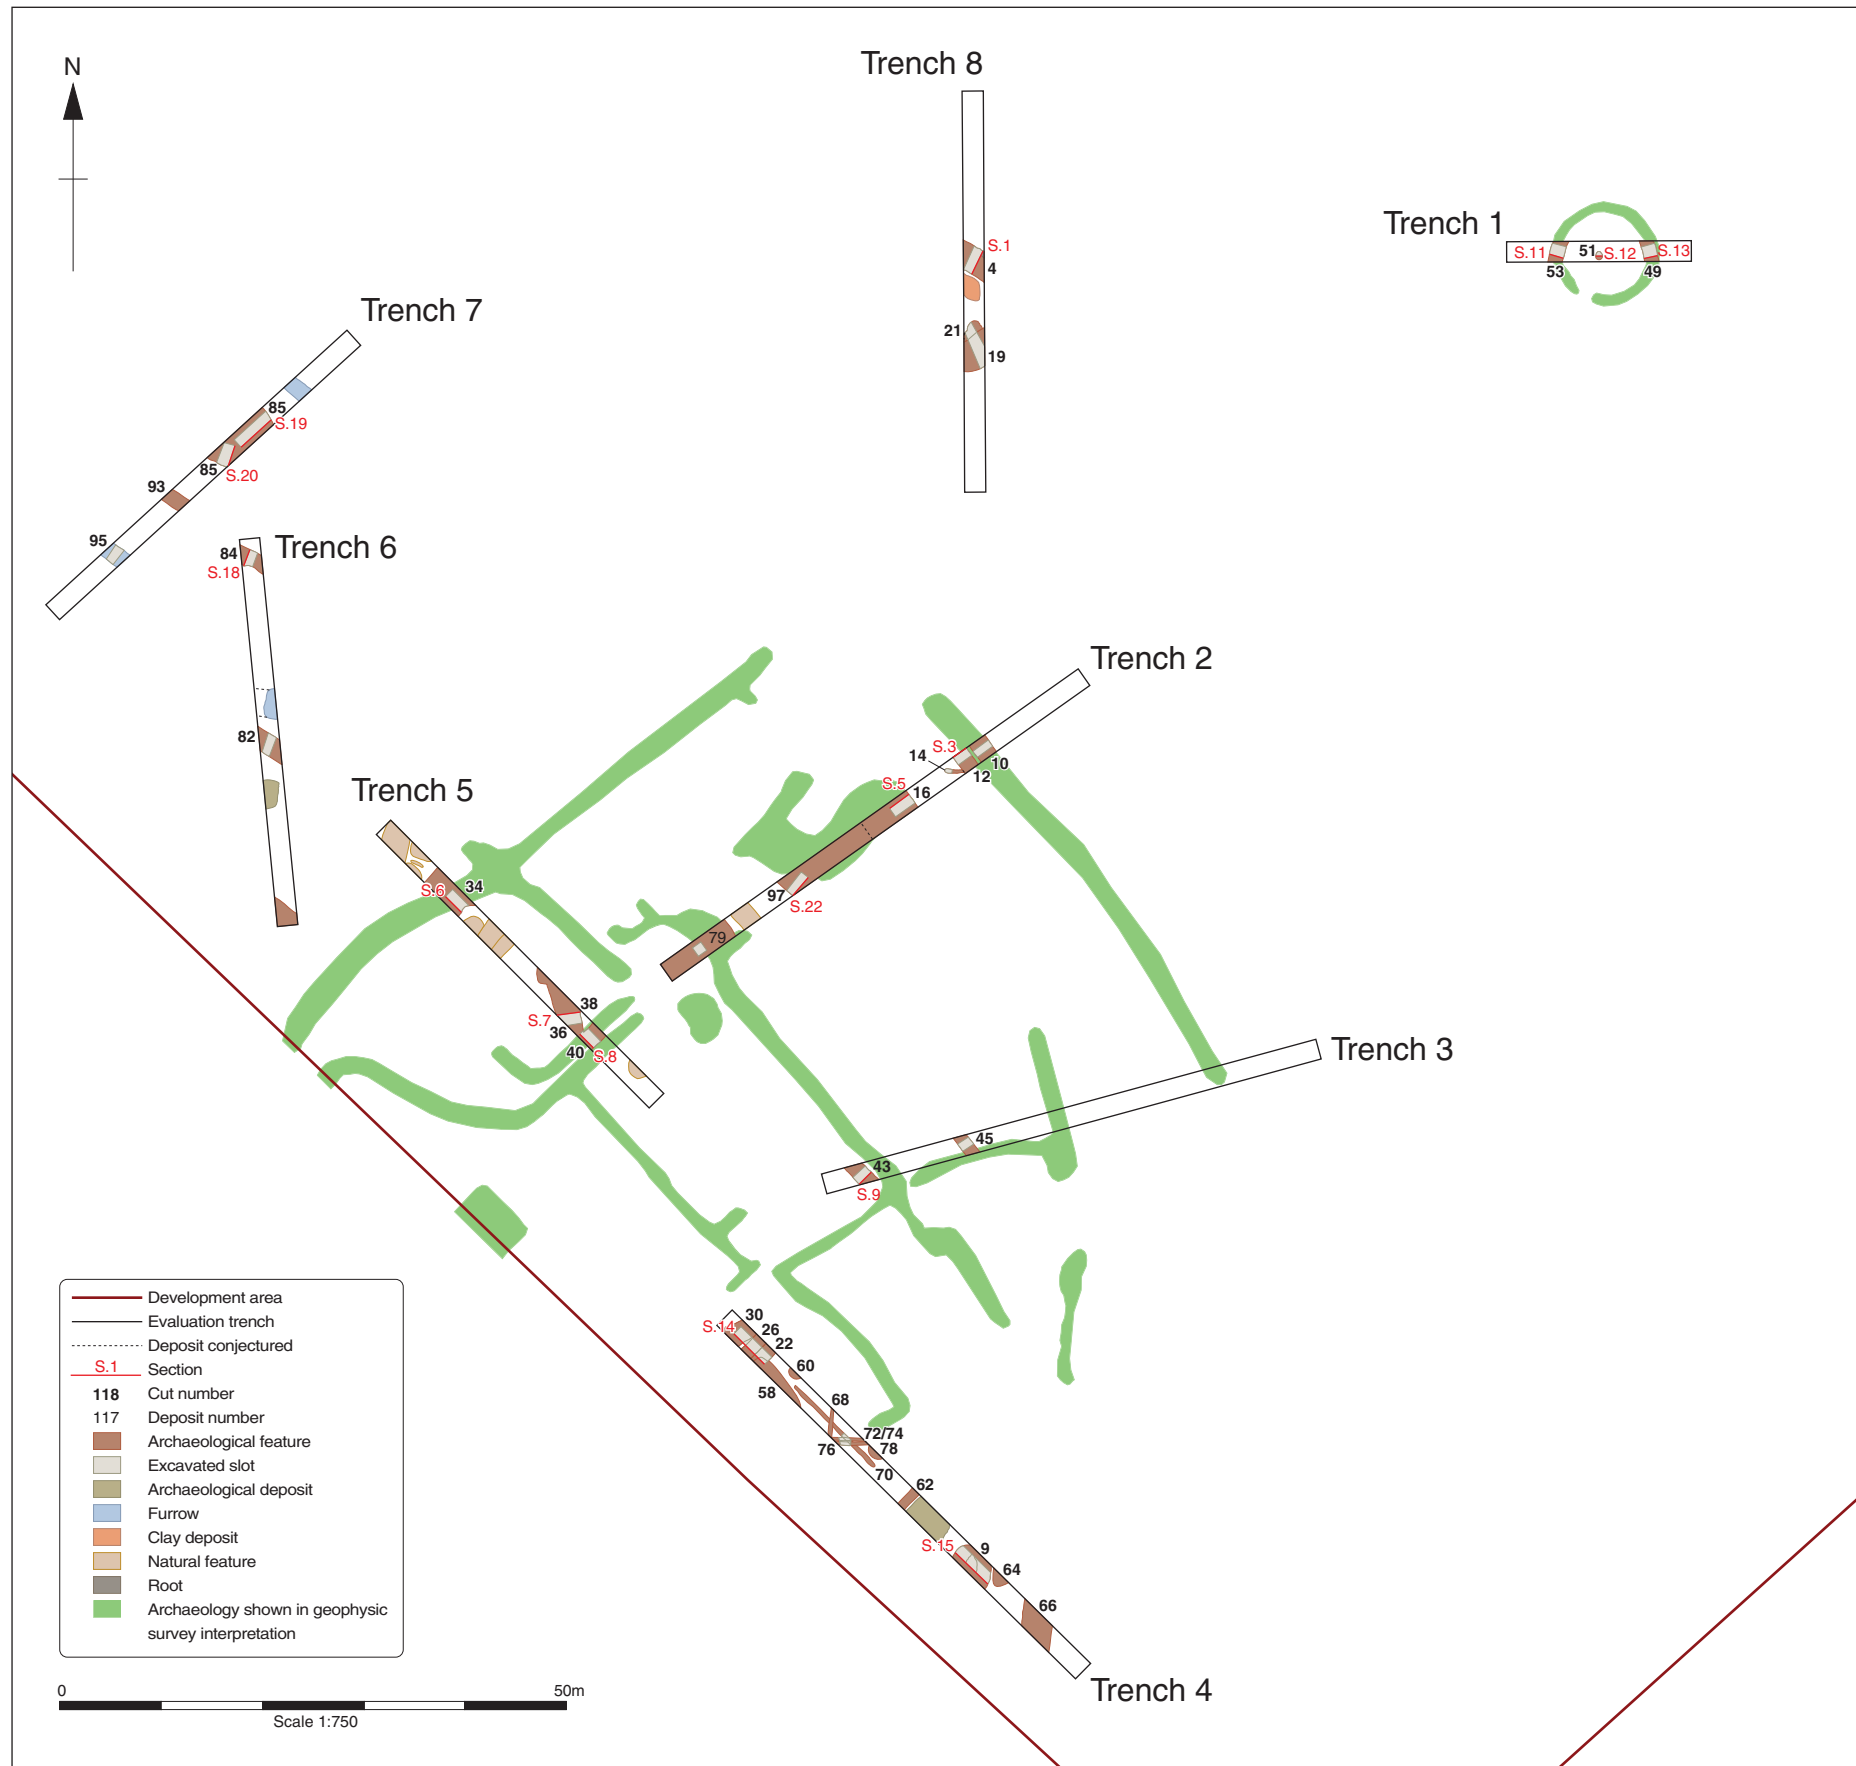 N
Trench 8
S.1
4
21
19
Trench 1
S.11
51
S.12
S.13
53
49
Trench 7
85
S.19
85
S.20
93
95
Trench 6
84
S.18
82
Trench 2
S.3
14
10
12
S.5
16
97
S.22
79
Trench 5
S.6
34
38
S.7
36
40
S.8
Trench 3
45
43
S.9
30
S.14
26
22
60
58
68
72/74
76
78
70
62
S.15
9
64
66
Trench 4
Development area
Evaluation trench
Deposit conjectured
S.1
Section
118
Cut number
117
Deposit number
Archaeological feature
Excavated slot
Archaeological deposit
Furrow
Clay deposit
Natural feature
Root
Archaeology shown in geophysic
survey interpretation
0
50m
Scale 1:750